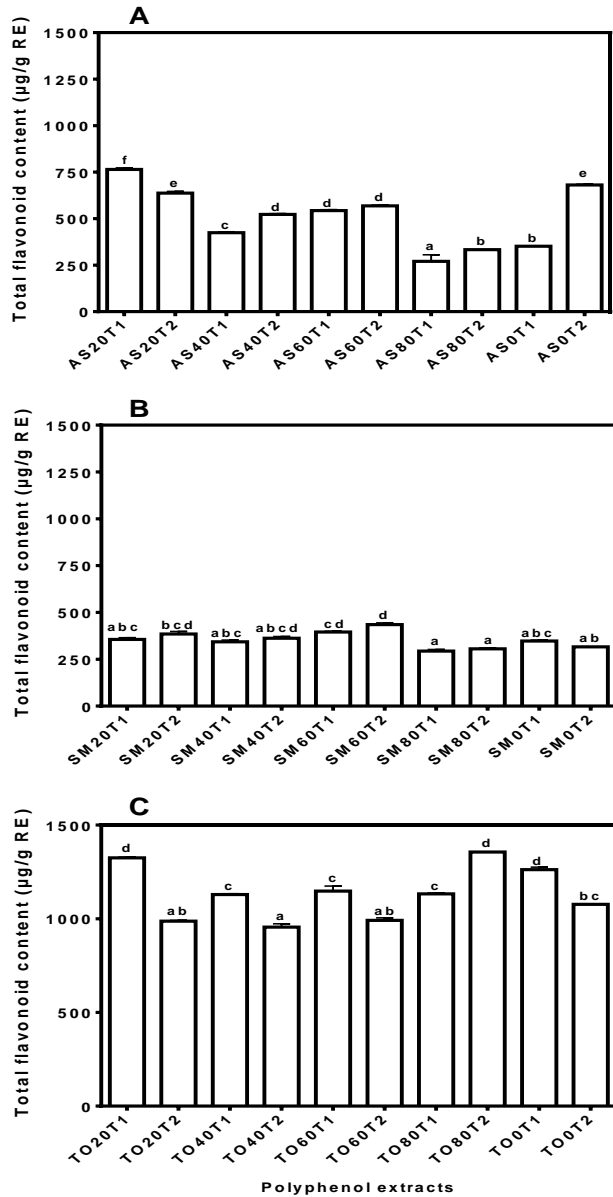 A
Total flavonoid content (µg/g RE)
1500
1000
750
500
250
0
f
e
c
d
d
d
a
b
b
e
AS20T1
AS20T2
AS40T1
AS40T2
AS60T1
AS60T2
AS80T1
AS80T2
AS0T1
AS0T2
B
Total flavonoid content (µg/g RE)
1500
1000
750
500
250
0
abc
bcd
abc
abcd
cd
d
a
a
abc
ab
SM20T1
SM20T2
SM40T1
SM40T2
SM60T1
SM60T2
SM80T1
SM80T2
SM0T1
SM0T2
C
Total flavonoid content (µg/g RE)
1500
1000
500
0
d
ab
c
a
c
ab
c
d
d
bc
TO20T1
TO20T2
TO40T1
TO40T2
TO60T1
TO60T2
TO80T1
TO80T2
TO0T1
TO0T2
Polyphenol extracts